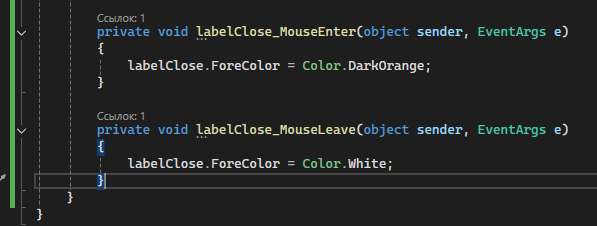 Ссылок: 1
private void labelClose_MouseEnter(object sender, EventArgs e)
{
labelClose.ForeColor = Color.DarkOrange;
}
Ссылок: 1
private void labelClose_MouseLeave(object sender, EventArgs e)
{
labelClose.ForeColor = Color.White;
}
}
}